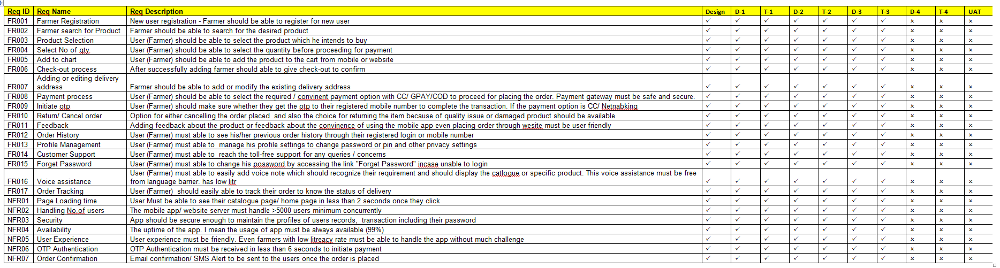 Req ID Req Name Req Description Design D-1 T-1 D-2 T-2 D-3 T-3 D-4 T-4 UAT
FR001 Farmer Registration New user registration - Farmer should be able to register for new user ✓ ✓ ✓ ✓ ✓ ✓ ✓ x x x
FR002 Farmer search for Product Farmer should be able to search for the desired product ✓ ✓ ✓ ✓ ✓ ✓ ✓ x x x
FR003 Product Selection User (Farmer) should be able to select the product which he intends to buy ✓ ✓ ✓ ✓ ✓ ✓ ✓ x x x
FR004 Select No of qty User (Farmer) should be able to select the quantity before proceeding for payment ✓ ✓ ✓ ✓ ✓ ✓ ✓ x x x
FR005 Add to chart User (Farmer) should be able to add the product to the cart from mobile or website ✓ ✓ ✓ ✓ ✓ ✓ ✓ x x x
FR006 Check-out process After successfully adding farmer should able to give check-out to confirm ✓ ✓ ✓ ✓ ✓ ✓ ✓ x x x
Adding or editing delivery
FR007 address Farmer should be able to add or modify the existing delivery address ✓ ✓ ✓ ✓ ✓ ✓ ✓ x x x
FR008 Payment process User (Farmer) should be able to select the required / convinent payment option with CC/ GPAY/COD to proceed for placing the order. Payment gateway must be safe and secure. ✓ ✓ ✓ ✓ ✓ ✓ ✓ x x x
FR009 Initiate otp User (Farmer) should make sure whether they get the otp to their registered mobile number to complete the transaction. If the payment option is CC/ Netnabking ✓ ✓ ✓ ✓ ✓ ✓ ✓ x x x
FR010 Return/ Cancel order Option for either cancelling the order placed and also the choice for returning the item because of quality issue or damaged product should be available ✓ ✓ ✓ ✓ ✓ ✓ ✓ x x x
FR011 Feedback Adding feedback about the product or feedback about the convinence of using the mobile app even placing order through wesite must be user friendly ✓ ✓ ✓ ✓ ✓ ✓ ✓ x x x
FR012 Order History User (Farmer) must able to see his/her previous order history through their registered login or mobile number ✓ ✓ ✓ ✓ ✓ ✓ ✓ x x x
FR013 Profile Management User (Farmer) must able to manage his profile settings to change password or pin and other privacy settings ✓ ✓ ✓ ✓ ✓ ✓ ✓ x x x
FR014 Customer Support User (Farmer) must able to reach the toll-free support for any queries / concerns ✓ ✓ ✓ ✓ ✓ ✓ ✓ x x x
FR015 Forget Password User (Farmer) must able to change his possword by accessing the link "Forget Password" incase unable to login ✓ ✓ ✓ ✓ ✓ ✓ ✓ x x x
User (Farmer) must able to easily add voice note which should recognize their requirement and should display the catlogue or specific product. This voice assistance must be free
FR016 Voice assistance from language barrier. has low litr ✓ ✓ ✓ ✓ ✓ ✓ ✓ x x x
FR017 Order Tracking User (Farmer) should easily able to track their order to know the status of delivery ✓ ✓ ✓ ✓ ✓ ✓ ✓ x x x
NFR01 Page Loading time User Must be able to see their catalogue page/ home page in less than 2 seconds once they click ✓ ✓ ✓ ✓ ✓ ✓ ✓ x x x
NFR02 Handling No.of users The mobile app/ website server must handle >5000 users minimum concurrently ✓ ✓ ✓ ✓ ✓ ✓ ✓ x x x
NFR03 Security App should be secure enough to maintain the profiles of users records, transaction including their password ✓ ✓ ✓ ✓ ✓ ✓ ✓ x x x
NFR04 Availability The uptime of the app. I mean the usage of app must be always available (99%) ✓ ✓ ✓ ✓ ✓ ✓ ✓ x x x
NFR05 User Experience User experience must be friendly. Even farmers with low litreacy rate must be able to handle the app without much challenge ✓ ✓ ✓ ✓ ✓ ✓ ✓ x x x
NFR06 OTP Authentication OTP Authentication must be received in less than 6 seconds to initiate payment ✓ ✓ ✓ ✓ ✓ ✓ ✓ x x x
NFR07 Order Confirmation Email confirmation/ SMS Alert to be sent to the users once the order is placed ✓ ✓ ✓ ✓ ✓ ✓ ✓ x x x